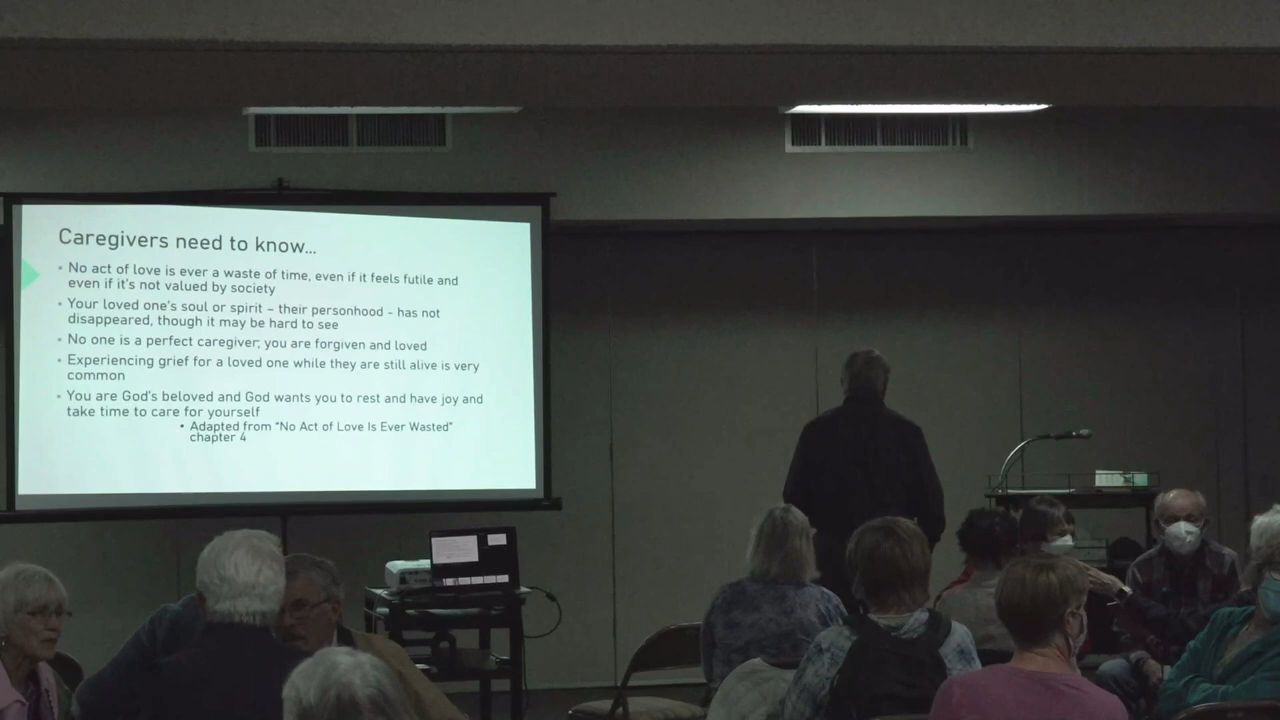 Caregivers need to know...
• No act of love is ever a waste of time, even if it feels futile and
even if it's not valued by society
• Your loved one's soul or spirit – their personhood - has not
disappeared, though it may be hard to see
• No one is a perfect caregiver; you are forgiven and loved
• Experiencing grief for a loved one while they are still alive is very
common
• You are God's beloved and God wants you to rest and have joy and
take time to care for yourself
• Adapted from "No Act of Love Is Ever Wasted"
chapter 4